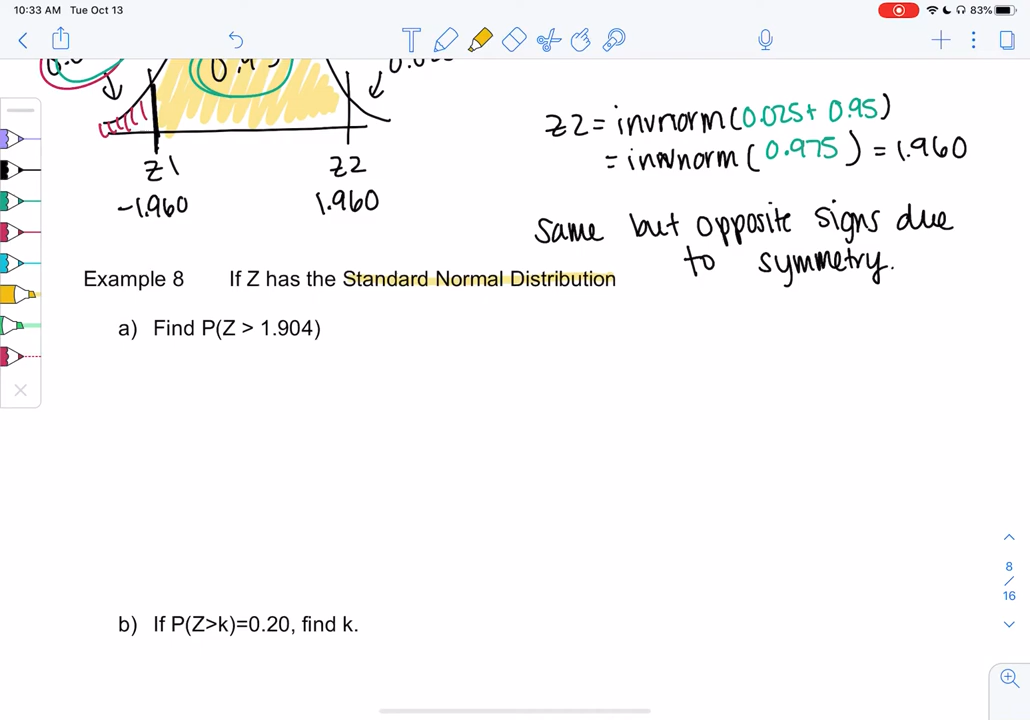 10:33 AM Tue Oct 13
83%
z2 = invnorm(0.025+ 0.95)
= invnorm( 0.975 ) = 1.960
z1
z2
-1.960
1.960
same but opposite signs due
to symmetry.
Example 8 If Z has the Standard Normal Distribution
a) Find P(Z > 1.904)
8
/
16
b) If P(Z>k)=0.20, find k.